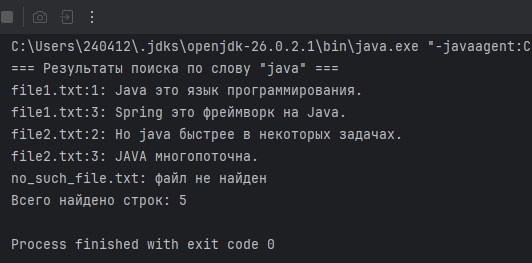 C:\Users\240412\.jdks\openjdk-26.0.2.1\bin\java.exe "-javaagent:C
=== Результаты поиска по слову "java" ===
file1.txt:1: Java это язык программирования.
file1.txt:3: Spring это фреймворк на Java.
file2.txt:2: Но java быстрее в некоторых задачах.
file2.txt:3: JAVA многопоточна.
no_such_file.txt: файл не найден
Всего найдено строк: 5
Process finished with exit code 0